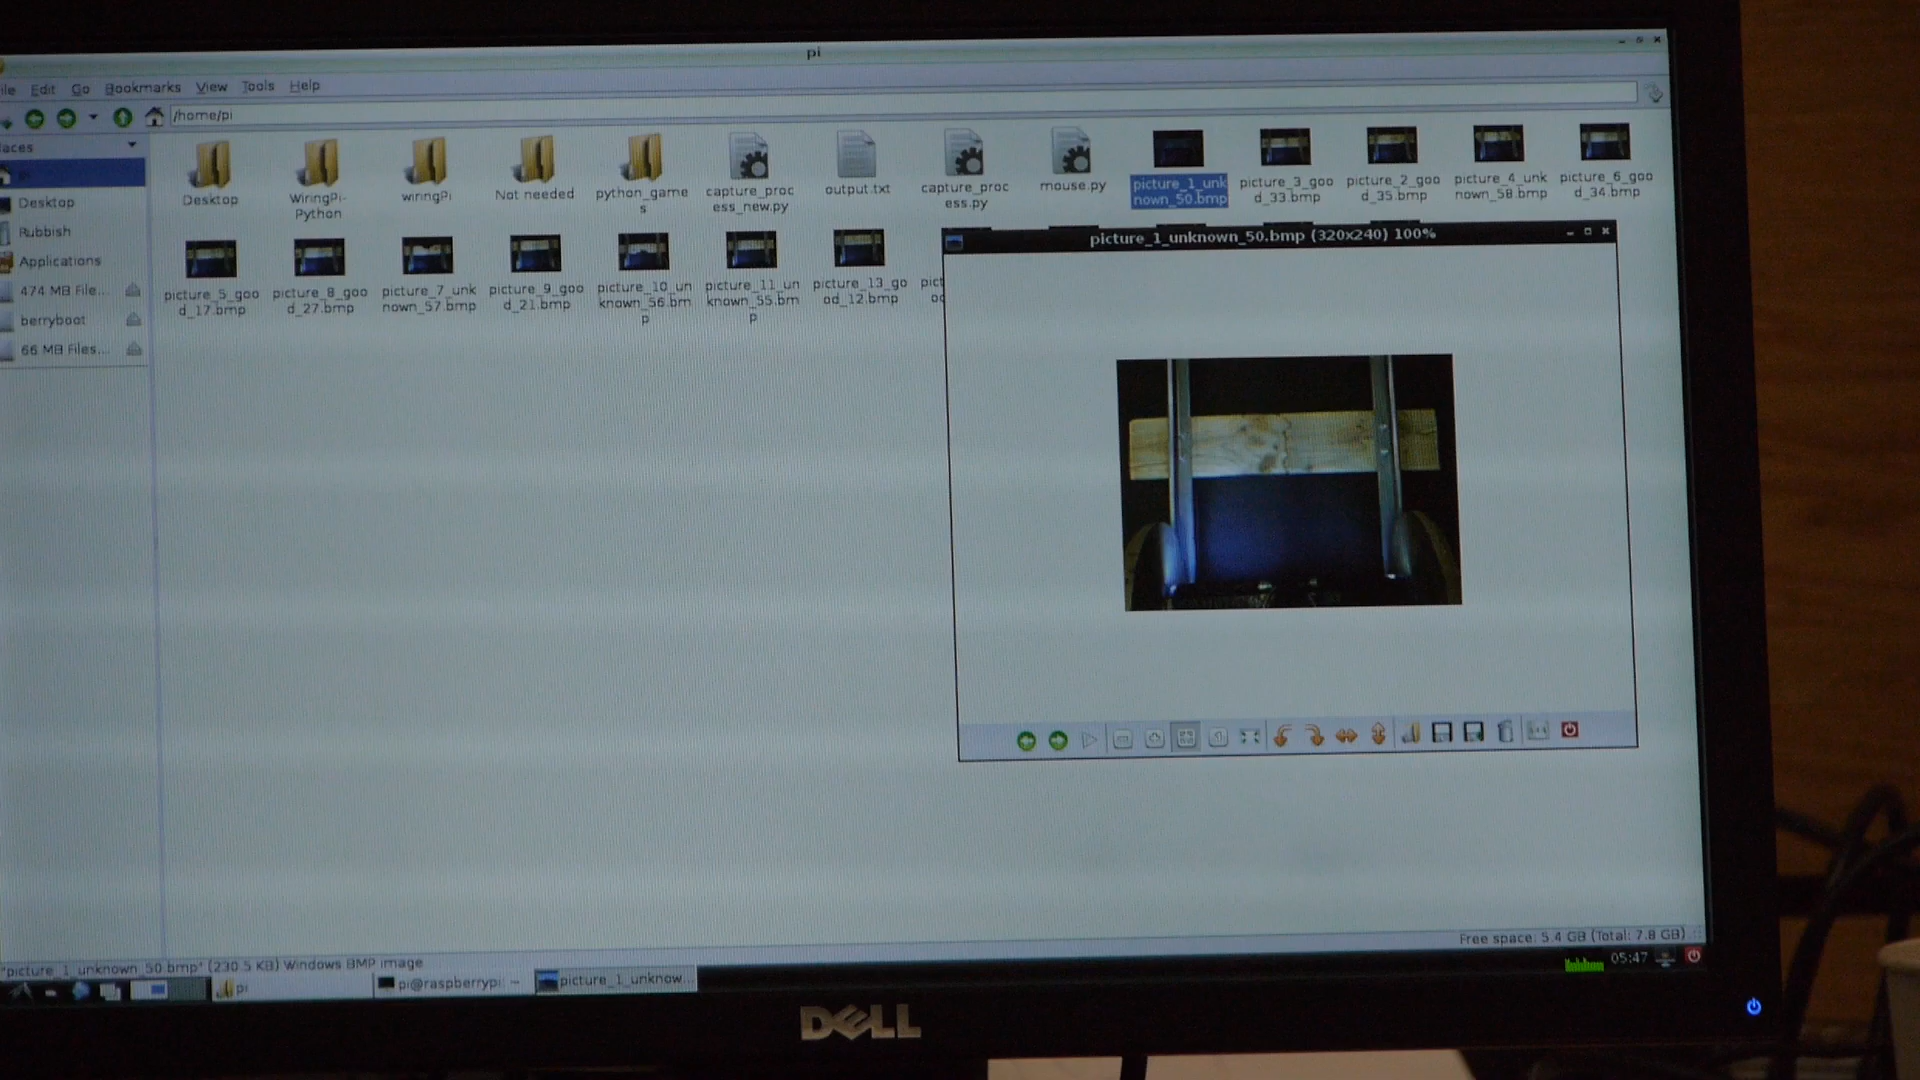 pi
Edit Go Bookmarks View Tools Help
/home/pi
Desktop
WiringPi-
Python
wiringPi
Not needed
python_game
s
capture_proc
ess_new.py
output.txt
capture_proc
ess.py
mouse.py
picture_1_unk
nown_50.bmp
picture_3_goo
d_33.bmp
picture_2_goo
d_35.bmp
picture_4_unk
nown_58.bmp
picture_6_goo
d_34.bmp
Desktop
Rubbish
Applications
474 MB File...
berryboot
66 MB Files...
picture_5_goo
d_17.bmp
picture_8_goo
d_27.bmp
picture_7_unk
nown_57.bmp
picture_9_goo
d_21.bmp
picture_10_un
known_56.bm
p
picture_11_un
known_55.bm
p
picture_13_go
od_12.bmp
picture_1_unknown_50.bmp (320x240) 100%
Free space: 5.4 GB (Total: 7.8 GB)
"picture_1_unknown_50.bmp" (230.5 KB) Windows BMP image
pi
pi@raspberrypi: ~
picture_1_unknow...
05:47
DELL